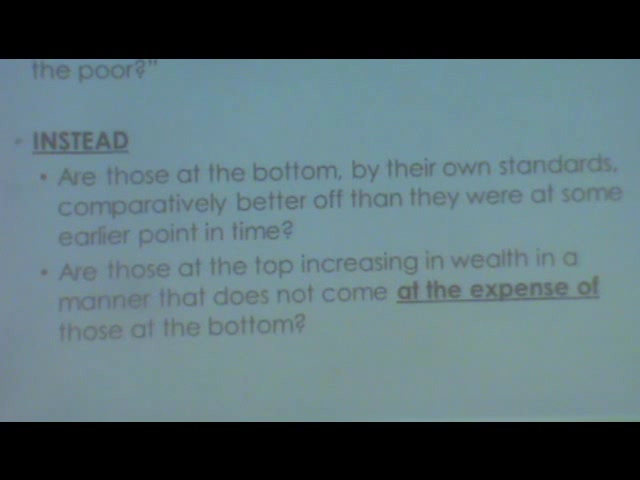 the poor?"
• INSTEAD
• Are those at the bottom, by their own standards,
comparatively better off than they were at some
earlier point in time?
• Are those at the top increasing in wealth in a
manner that does not come at the expense of
those at the bottom?